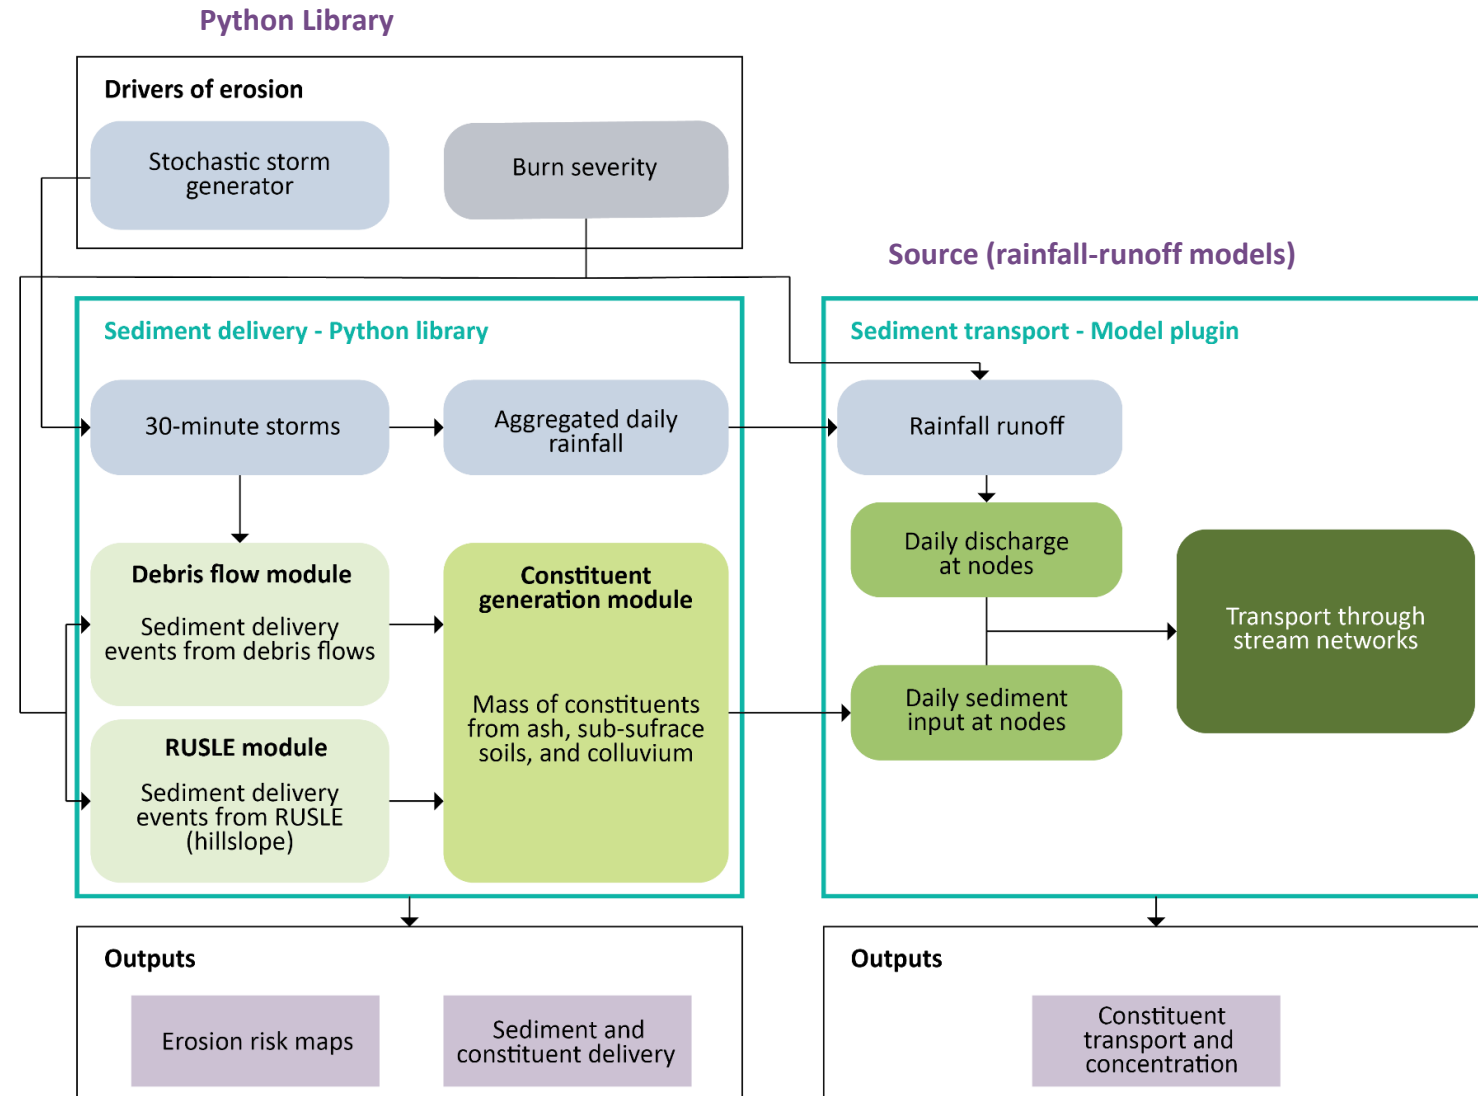 Python Library
Drivers of erosion
Stochastic storm
generator
Burn severity
Source (rainfall-runoff models)
Sediment delivery - Python library
30-minute storms
Aggregated daily
rainfall
Debris flow module
Sediment delivery
events from debris flows
RUSLE module
Sediment delivery
events from RUSLE
(hillslope)
Constituent
generation module
Mass of constituents
from ash, sub-sufrace
soils, and colluvium
Sediment transport - Model plugin
Rainfall runoff
Daily discharge
at nodes
Daily sediment
input at nodes
Transport through
stream networks
Outputs
Erosion risk maps
Sediment and
constituent delivery
Outputs
Constituent
transport and
concentration